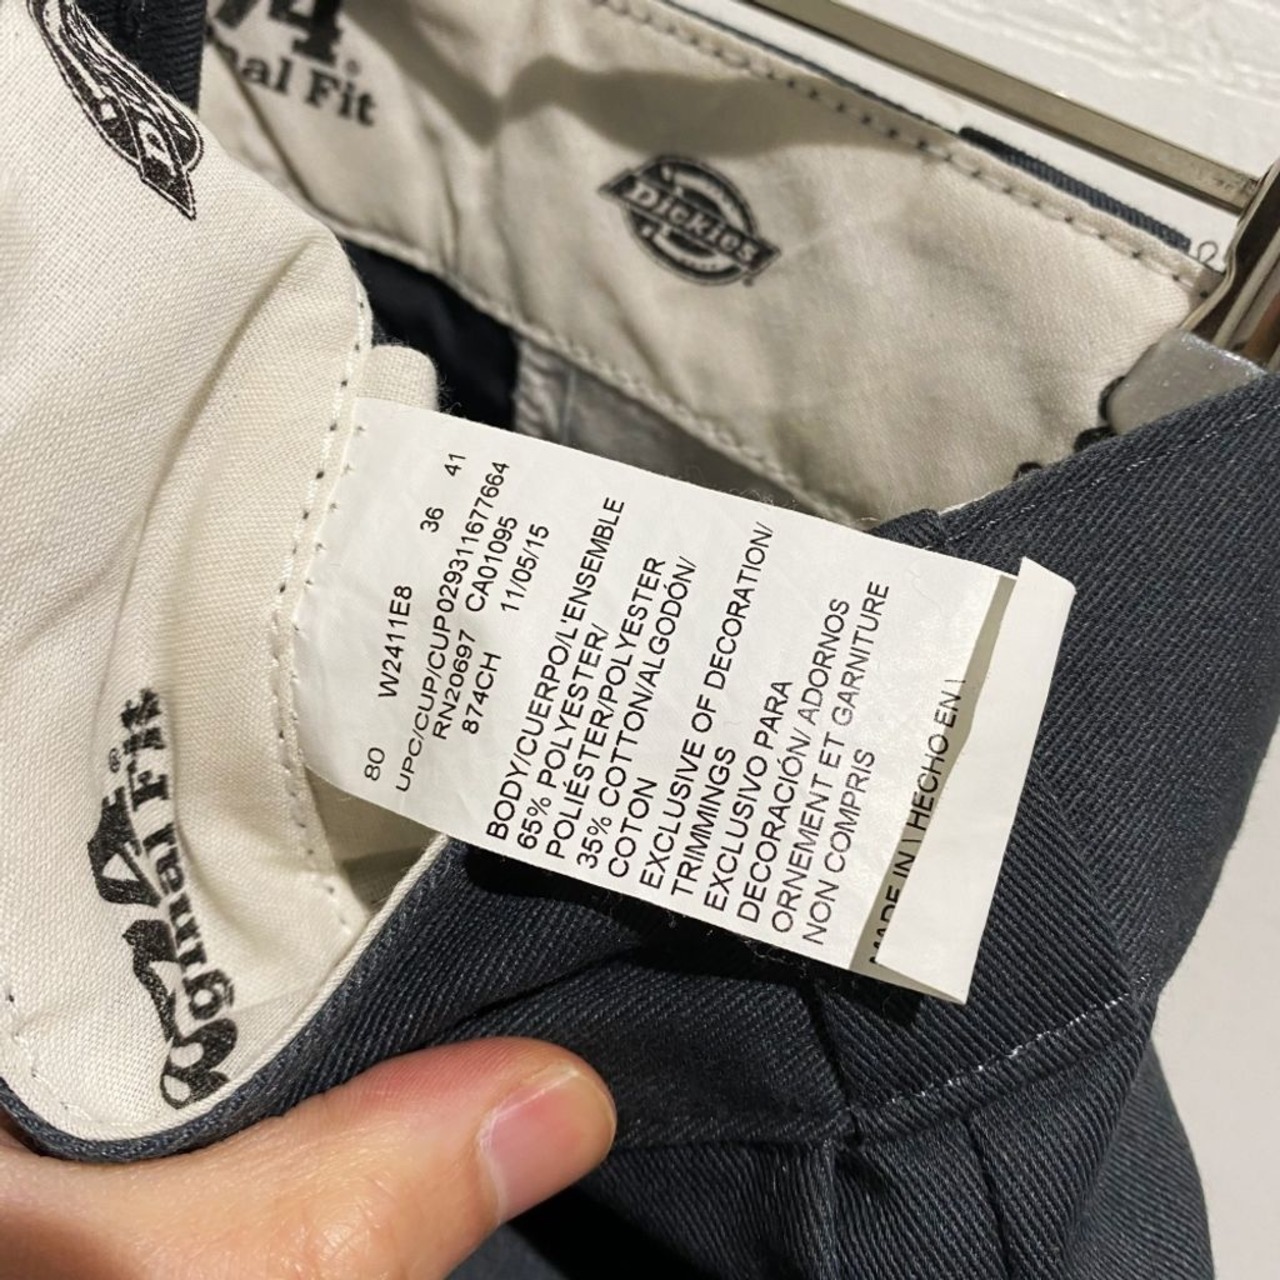 874®
nal Fit
Dickies
36 41
80 W2411E8
UPC/CUP/CUP029311677664
RN20697 CA01095
874CH 11/05/15
BODY/CUERPO/L'ENSEMBLE
65% POLYESTER/
POLIÉSTER/POLYESTER
35% COTTON/ALGODÓN/
COTON
EXCLUSIVE OF DECORATION/
TRIMMINGS
EXCLUSIVO PARA
DECORACIÓN/ ADORNOS
ORNEMENT ET GARNITURE
NON COMPRIS
MADE IN \ HECHO EN \
874®
Original Fit